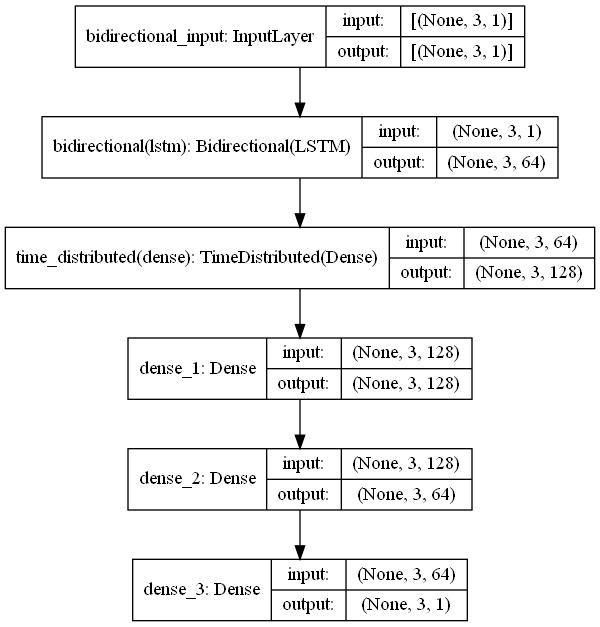 bidirectional_input: InputLayer
input: [(None, 3, 1)]
output: [(None, 3, 1)]
bidirectional(lstm): Bidirectional(LSTM)
input: (None, 3, 1)
output: (None, 3, 64)
time_distributed(dense): TimeDistributed(Dense)
input: (None, 3, 64)
output: (None, 3, 128)
dense_1: Dense
input: (None, 3, 128)
output: (None, 3, 128)
dense_2: Dense
input: (None, 3, 128)
output: (None, 3, 64)
dense_3: Dense
input: (None, 3, 64)
output: (None, 3, 1)